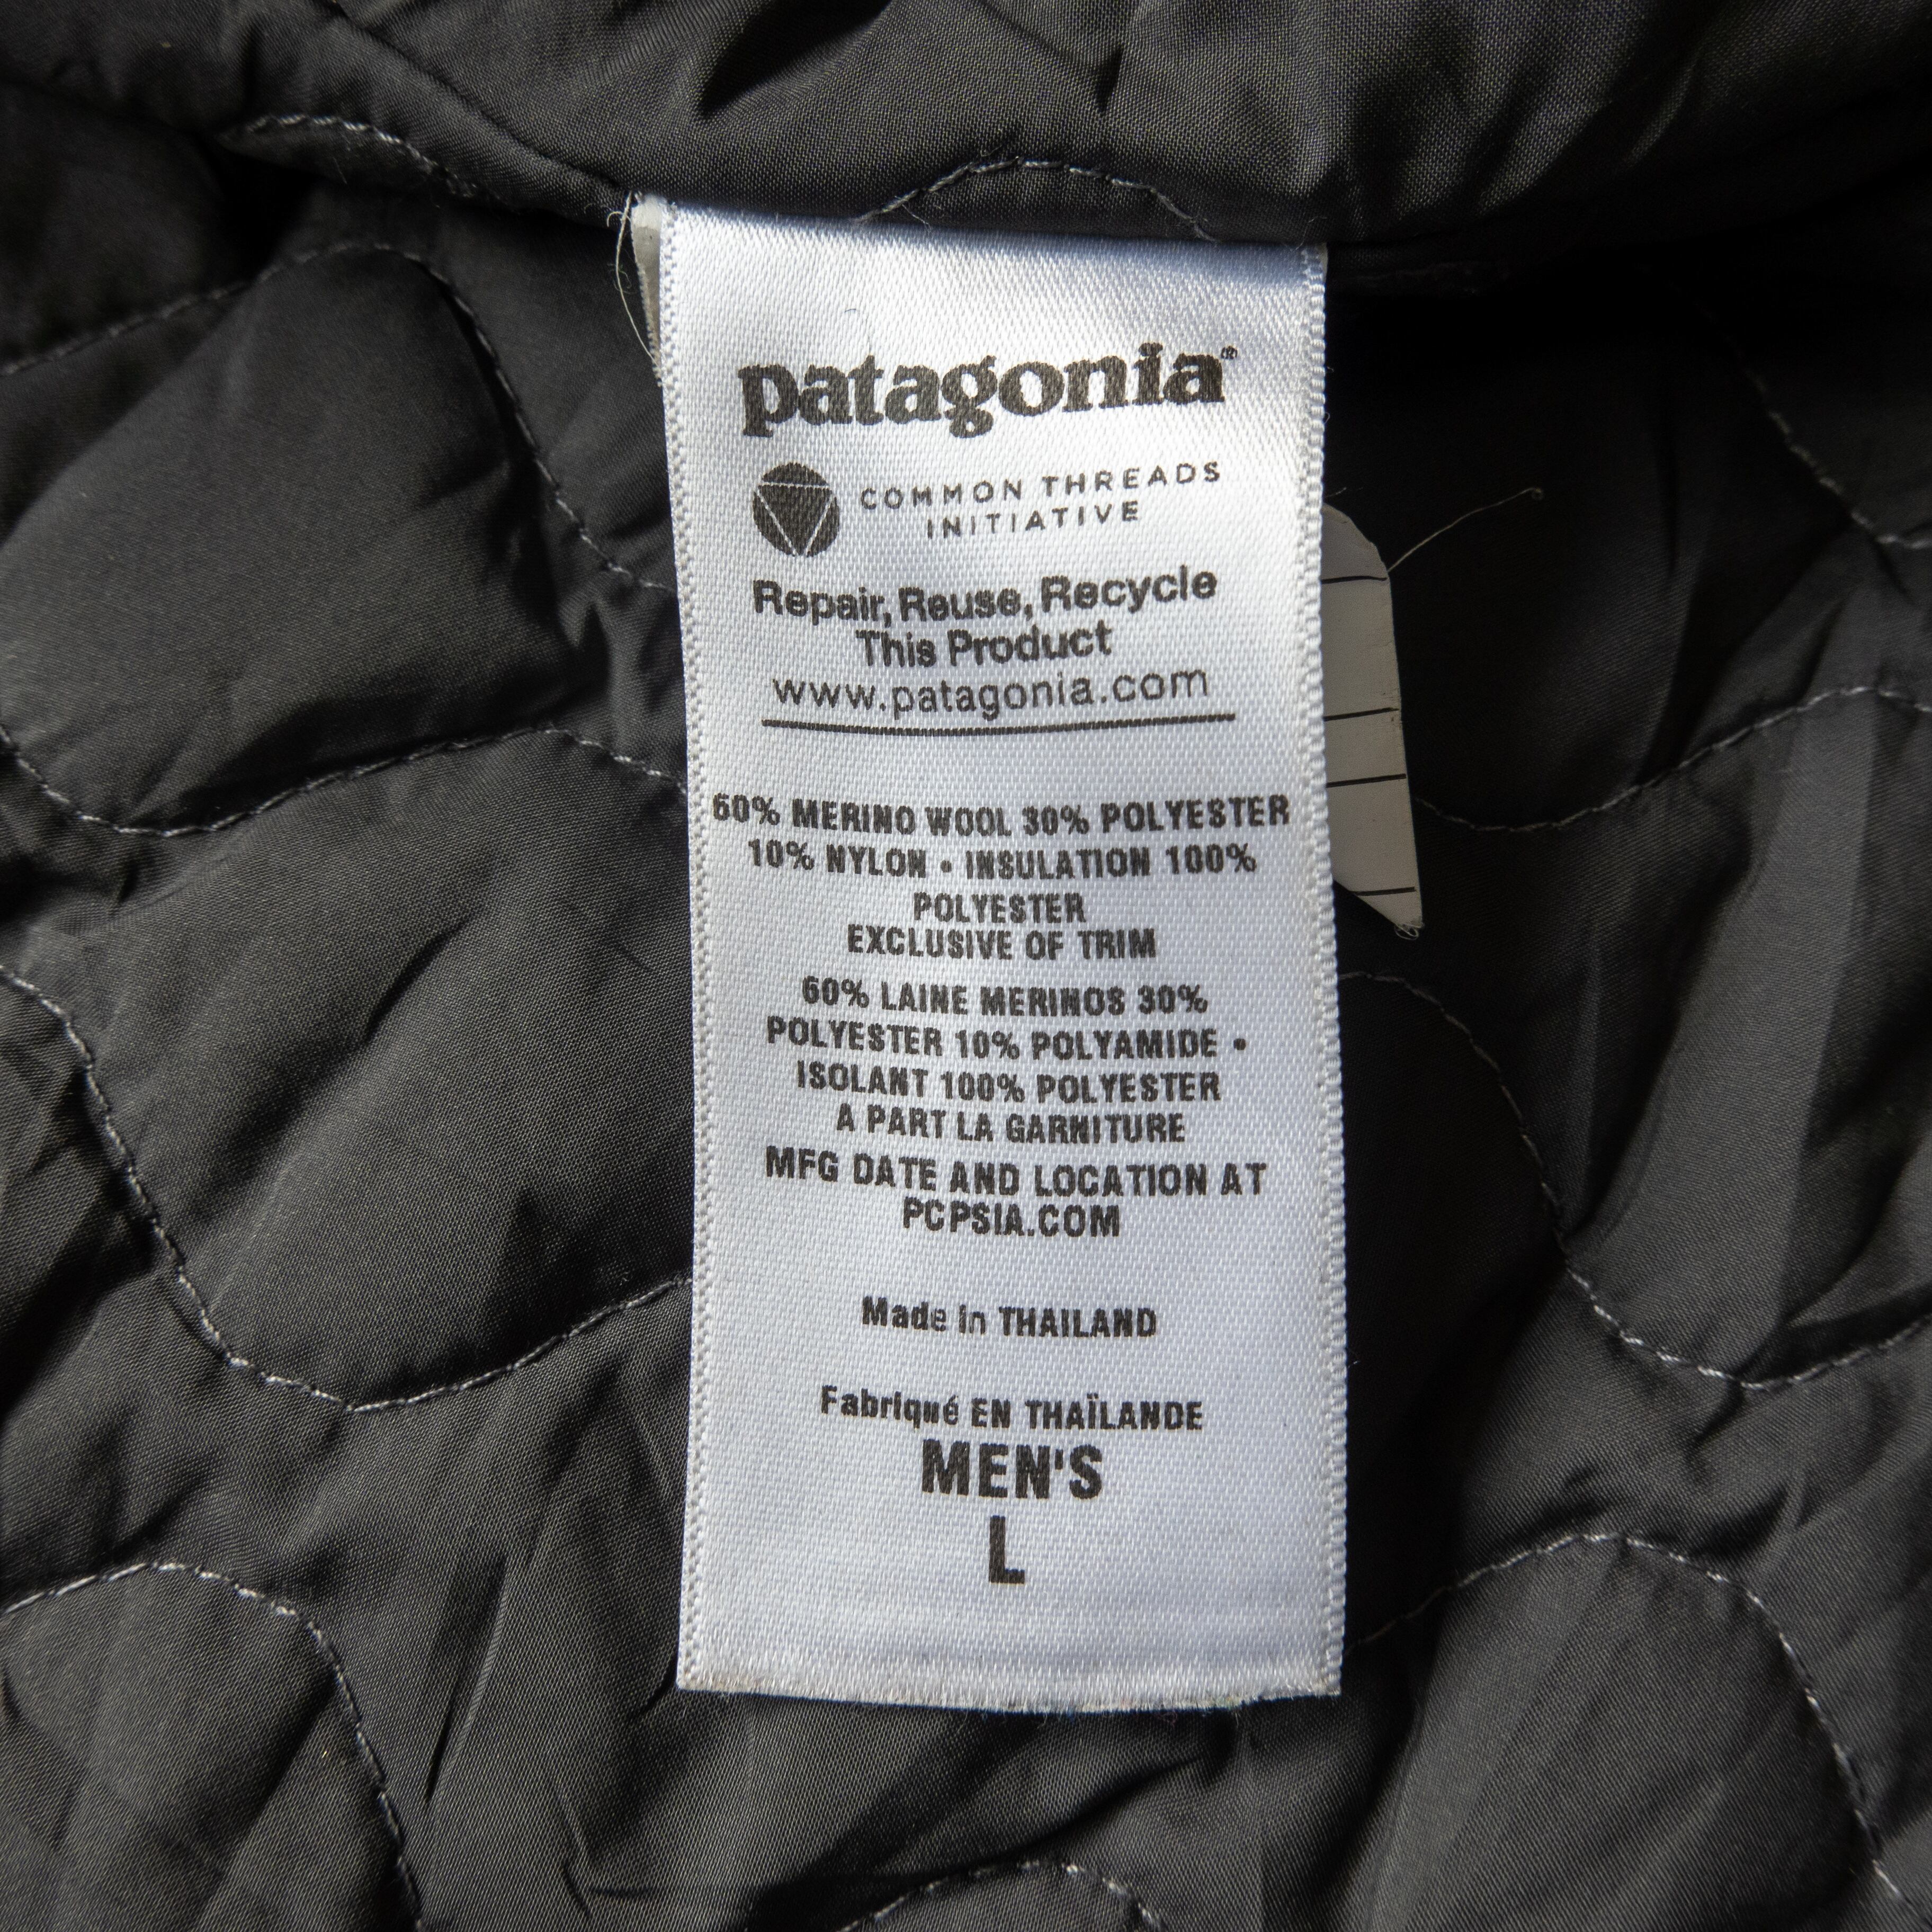 patagonia®
COMMON THREADS
INITIATIVE
Repair, Reuse, Recycle
This Product
www.patagonia.com
60% MERINO WOOL 30% POLYESTER
10% NYLON • INSULATION 100%
POLYESTER
EXCLUSIVE OF TRIM
60% LAINE MERINOS 30%
POLYESTER 10% POLYAMIDE •
ISOLANT 100% POLYESTER
A PART LA GARNITURE
MFG DATE AND LOCATION AT
PCPSIA.COM
Made in THAILAND
Fabriqué EN THAÏLANDE
MEN'S
L